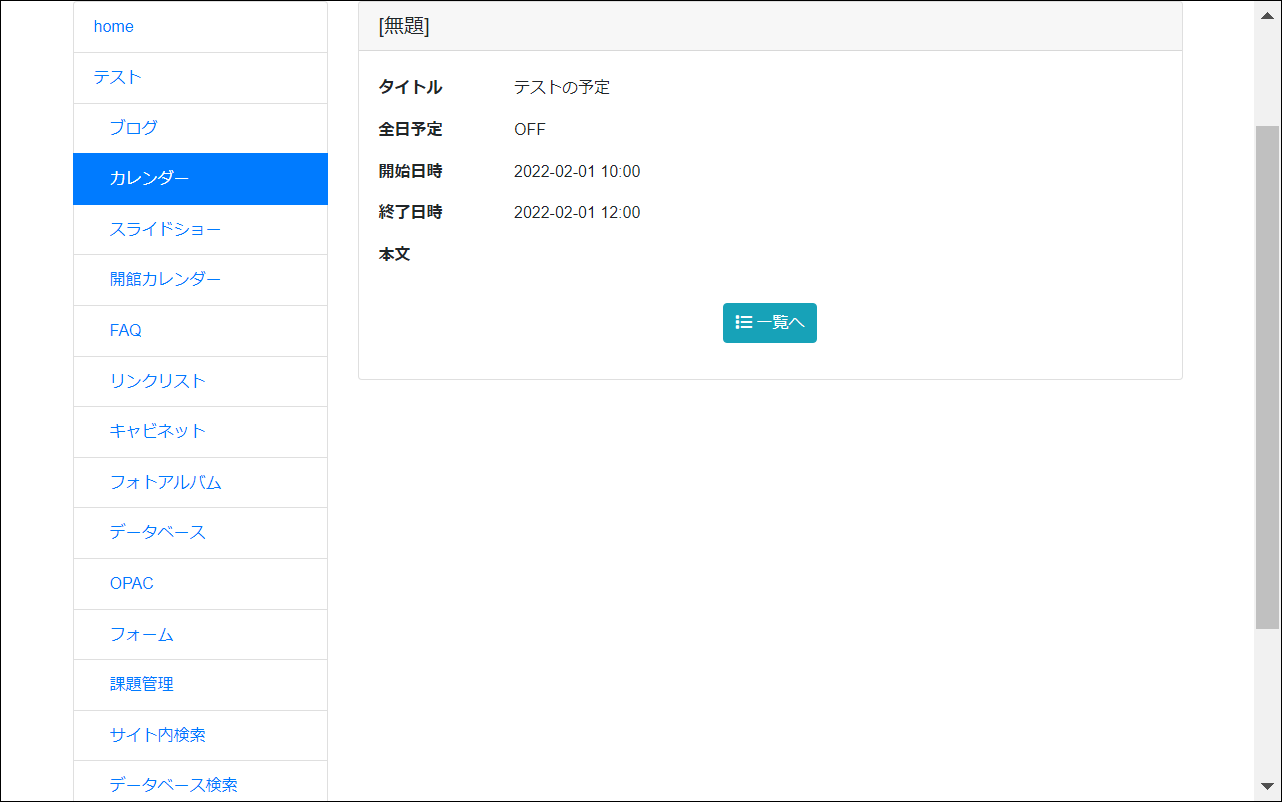 home
テスト
ブログ
カレンダー
スライドショー
開館カレンダー
FAQ
リンクリスト
キャビネット
フォトアルバム
データベース
OPAC
フォーム
課題管理
サイト内検索
データベース検索
[無題]
タイトル テストの予定
全日予定 OFF
開始日時 2022-02-01 10:00
終了日時 2022-02-01 12:00
本文
一覧へ